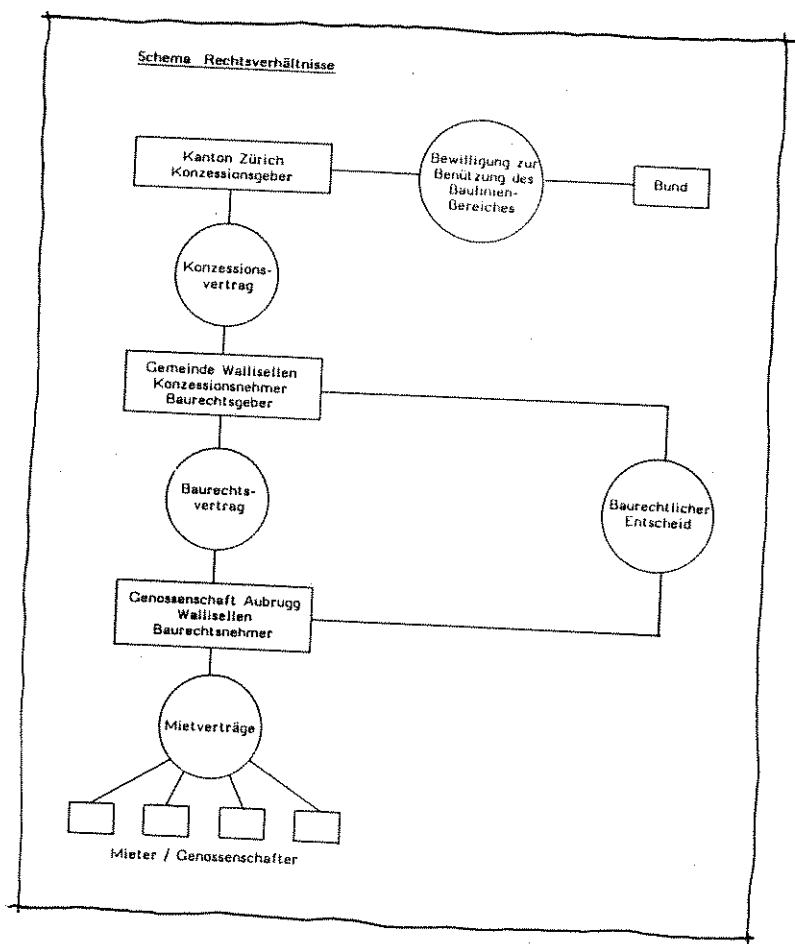 Schema Rechtsverhältnisse
Kanton Zürich
Konzessionsgeber
Bewilligung zur
Benützung des
Baulinien-
Bereiches
Bund
Konzessions-
vertrag
Gemeinde Wallisellen
Konzessionsnehmer
Baurechtsgeber
Baurechts-
vertrag
Baurechtlicher
Entscheid
Genossenschaft Aubrugg
Wallisellen
Baurechtsnehmer
Mietverträge
Mieter / Genossenschafter